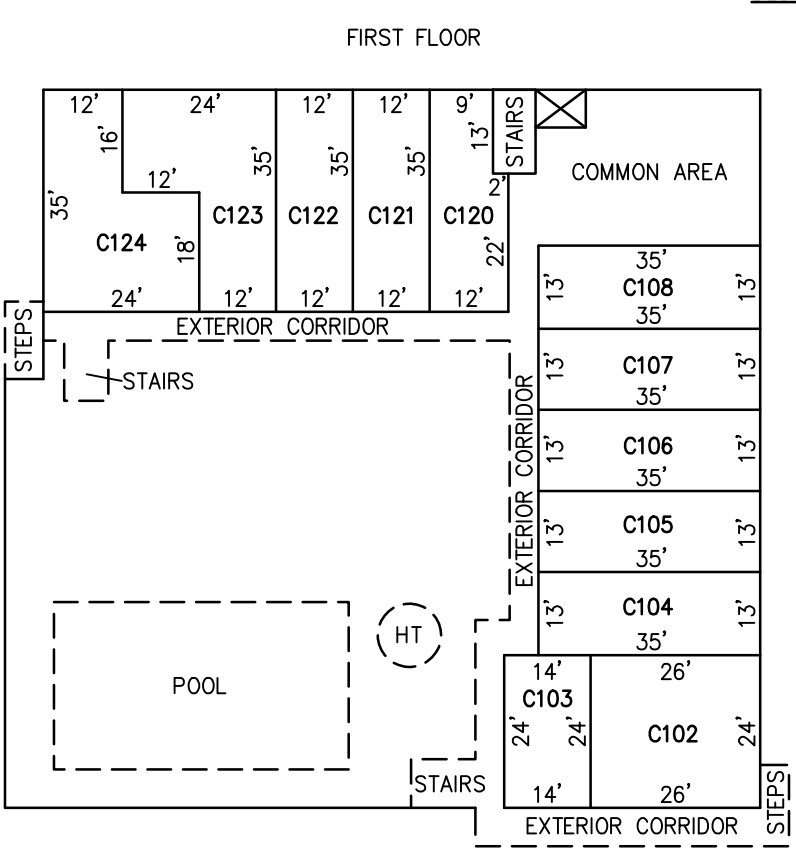 FIRST FLOOR
12' 24' 12' 12' 9' STAIRS
16' 35' 35' 35' 13'
COMMON AREA
12' 2'
35' C124 18' C123 C122 C121 C120 22'
24' 12' 12' 12' 12'
EXTERIOR CORRIDOR
STEPS
STAIRS
35'
13' C108 13'
35'
13' C107 13'
35'
EXTERIOR CORRIDOR
13' C106 13'
35'
13' C105 13'
35'
13' C104 13'
35'
HT
POOL
14' 26'
C103
24' 24' C102 24'
14' 26'
STAIRS
EXTERIOR CORRIDOR
STEPS